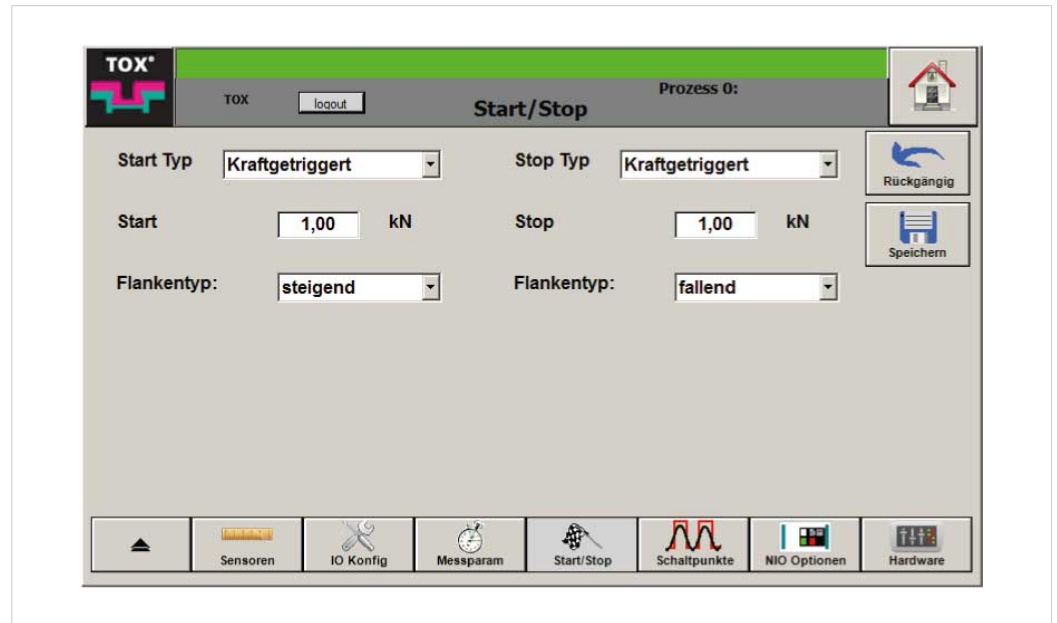 TOX®
TOX
logout
Start/Stop
Prozess 0:
Start Typ
Kraftgetriggert
Stop Typ
Kraftgetriggert
Rückgängig
Start
1,00
kN
Stop
1,00
kN
Speichern
Flankentyp:
steigend
Flankentyp:
fallend
Sensoren
IO Konfig
Messparam
Start/Stop
Schaltpunkte
NIO Optionen
Hardware